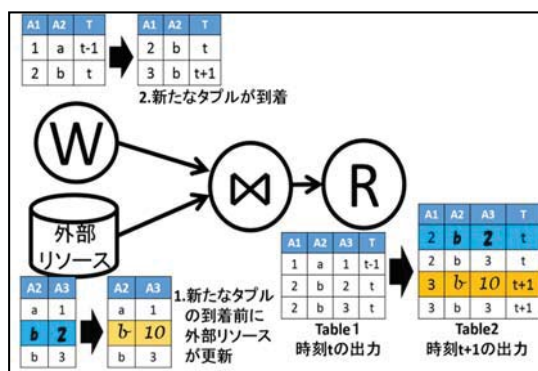 A1 A2 T
1 a t-1
2 b t
A1 A2 T
2 b t
3 b t+1
2.新たなタプルが到着
W
⋈
R
外部
リソース
A2 A3
a 1
b 2
b 3
A2 A3
a 1
b 10
b 3
1.新たなタプル
の到着前に
外部リソース
が更新
A1 A2 A3 T
1 a 1 t-1
2 b 2 t
2 b 3 t
Table1
時刻tの出力
A1 A2 A3 T
2 b 2 t
2 b 3 t
3 b 10 t+1
3 b 3 t+1
Table2
時刻t+1の出力